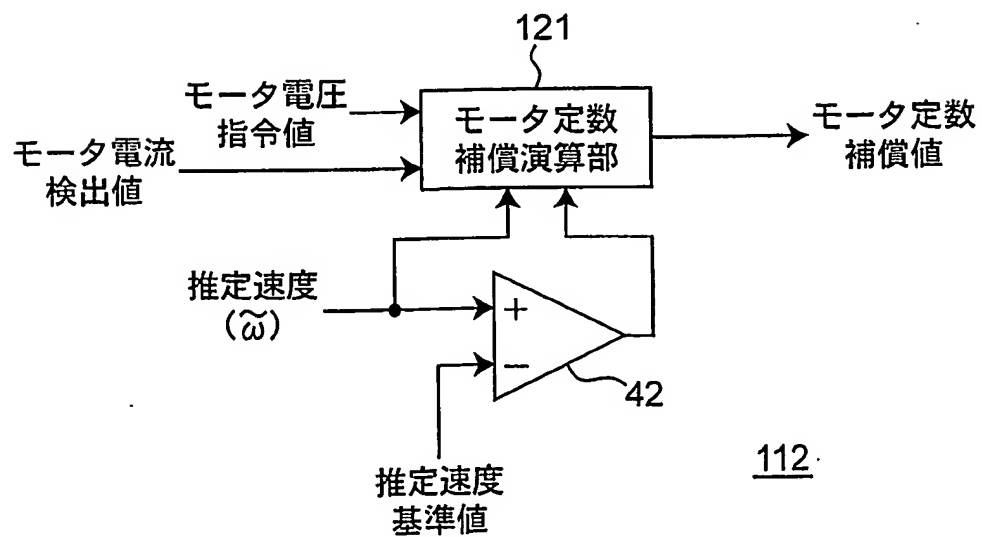 121
モータ電圧
指令値
モータ定数
補償演算部
モータ定数
補償値
モータ電流
検出値
推定速度
(ω̃)
+
−
42
推定速度
基準値
112